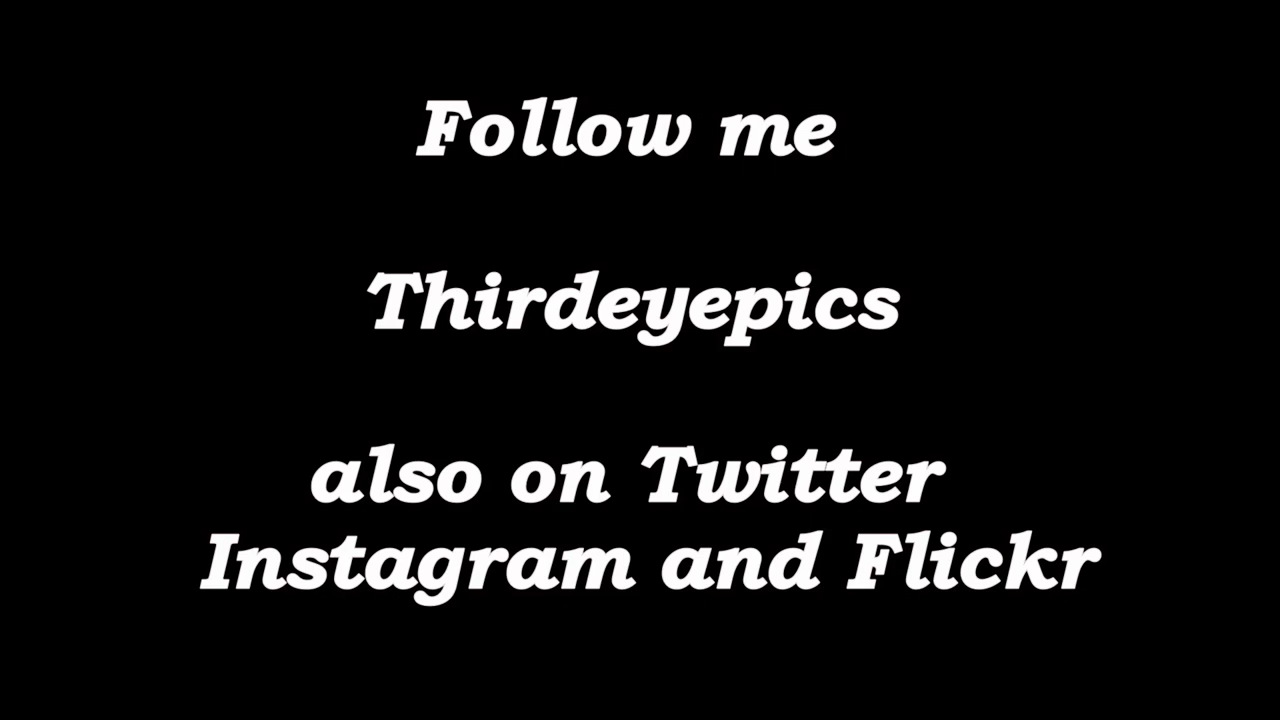 Follow me
Thirdeyepics
also on Twitter
Instagram and Flickr